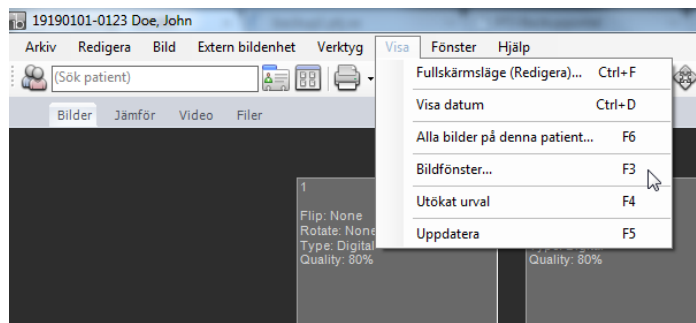 19190101-0123 Doe, John
Arkiv Redigera Bild Extern bildenhet Verktyg Visa Fönster Hjälp
(Sök patient)
Fullskärmsläge (Redigera)... Ctrl+F
Visa datum Ctrl+D
Alla bilder på denna patient... F6
Bildfönster... F3
Utökat urval F4
Uppdatera F5
Bilder Jämför Video Filer
1
Flip: None
Rotate: None
Type: Digital
Quality: 80%
Quality: 80%